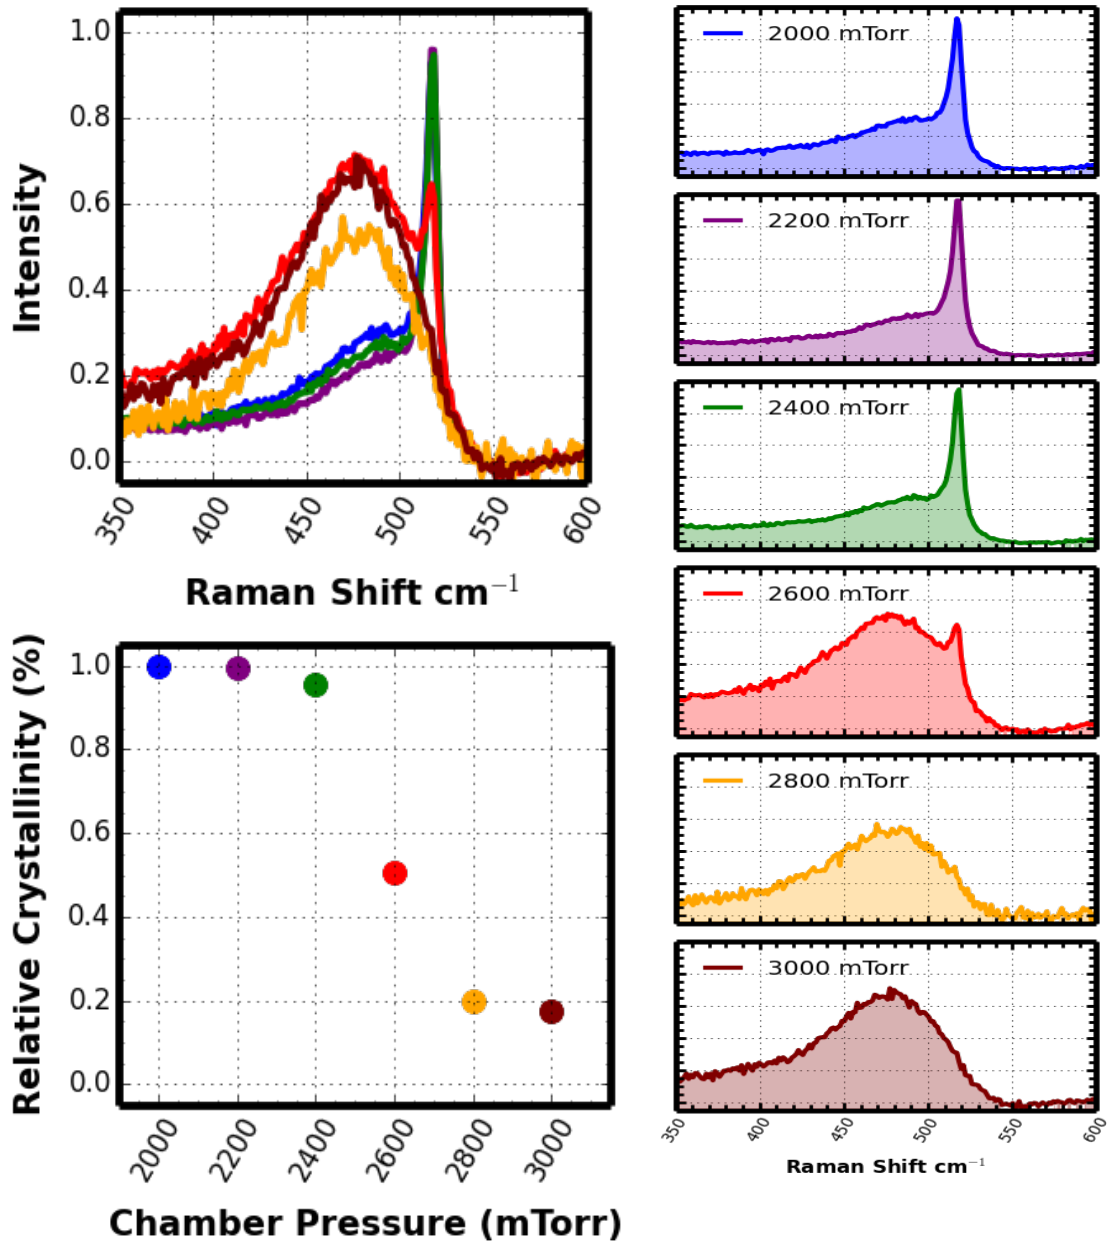 1.0
0.8
0.6
0.4
0.2
0.0
Intensity
350 400 450 500 550 600
Raman Shift cm⁻¹
1.0
0.8
0.6
0.4
0.2
0.0
Relative Crystallinity (%)
2000 2200 2400 2600 2800 3000
Chamber Pressure (mTorr)
2000 mTorr
2200 mTorr
2400 mTorr
2600 mTorr
2800 mTorr
3000 mTorr
350 400 450 500 550 600
Raman Shift cm⁻¹